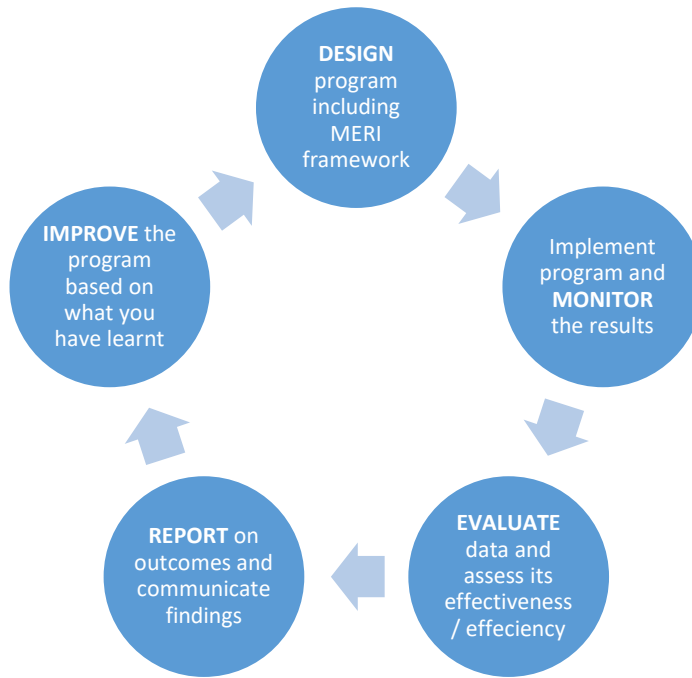 DESIGN
program
including
MERI
framework
Implement
program and
MONITOR
the results
EVALUATE
data and
assess its
effectiveness
/ effeciency
REPORT on
outcomes and
communicate
findings
IMPROVE the
program
based on
what you
have learnt